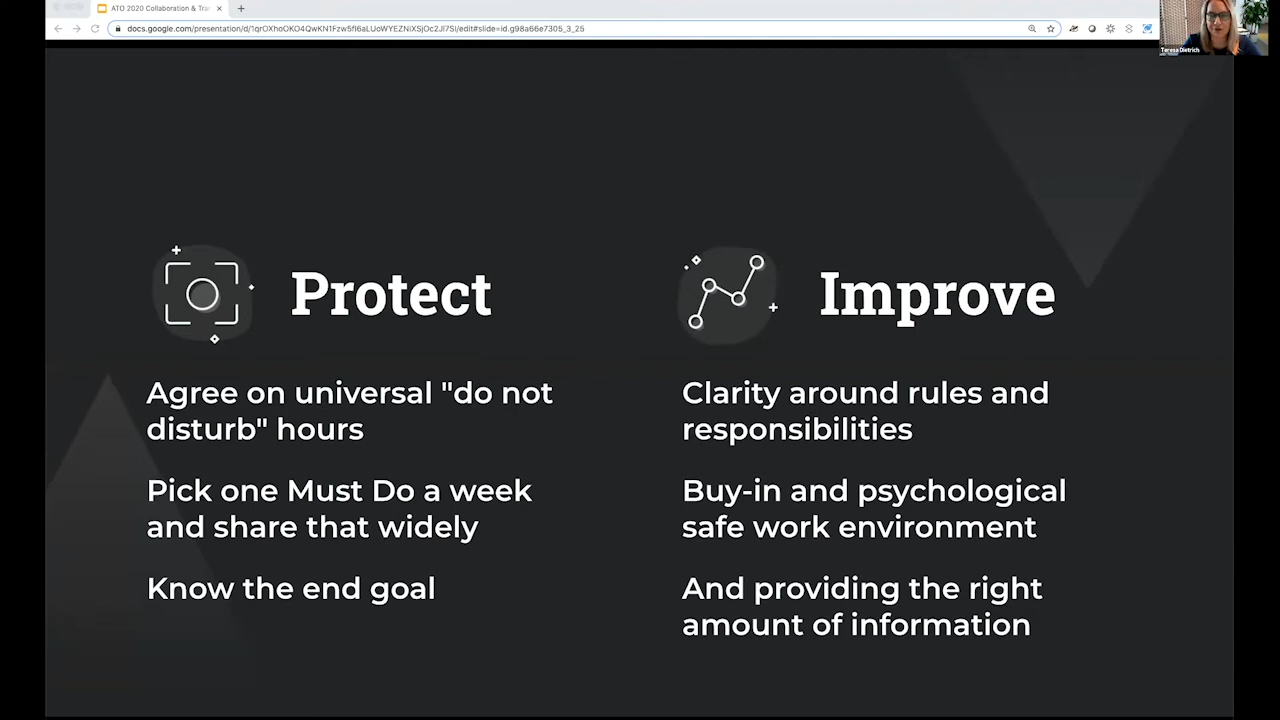 ATO 2020 Collaboration & Tra
docs.google.com/presentation/d/1qrOXhoOKO4QwKN1Fzw5fI6aLUoWYEZNiXSjOc2JI7SI/edit#slide=id.g98a66e7305_3_25
Teresa Dietrich
Protect
Agree on universal "do not
disturb" hours
Pick one Must Do a week
and share that widely
Know the end goal
Improve
Clarity around rules and
responsibilities
Buy-in and psychological
safe work environment
And providing the right
amount of information